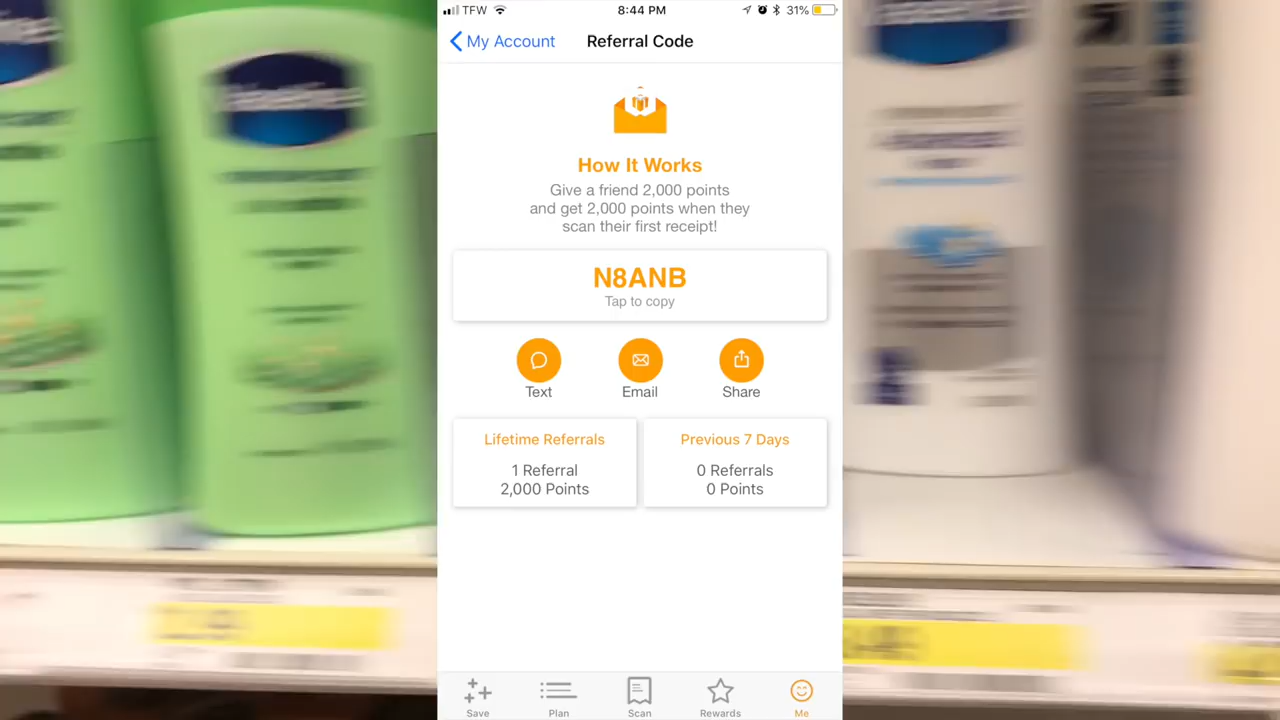 TFW
8:44 PM
31%
My Account
Referral Code
How It Works
Give a friend 2,000 points
and get 2,000 points when they
scan their first receipt!
N8ANB
Tap to copy
Text
Email
Share
Lifetime Referrals
1 Referral
2,000 Points
Previous 7 Days
0 Referrals
0 Points
Save
Plan
Scan
Rewards
Me